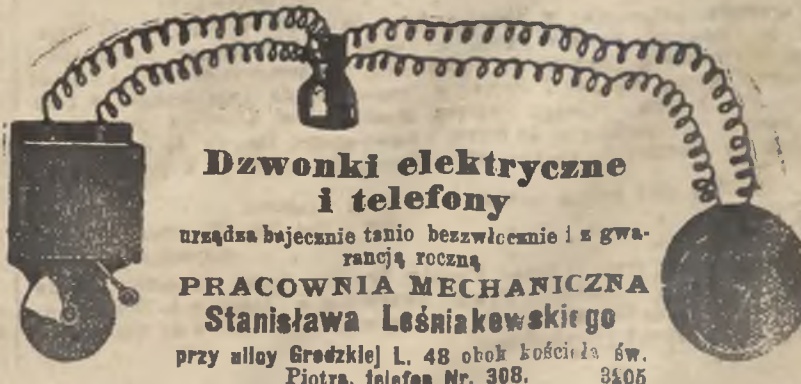 Dzwonki elektryczne
i telefony
urządza bajecznie tanio bezzwłocznie i z gwa-
rancją roczną
PRACOWNIA MECHANICZNA
Stanisława Leśniakowskiego
przy ulicy Grodzkiej L. 48 obok kościoła św.
Piotra, telefon Nr. 308. 3105